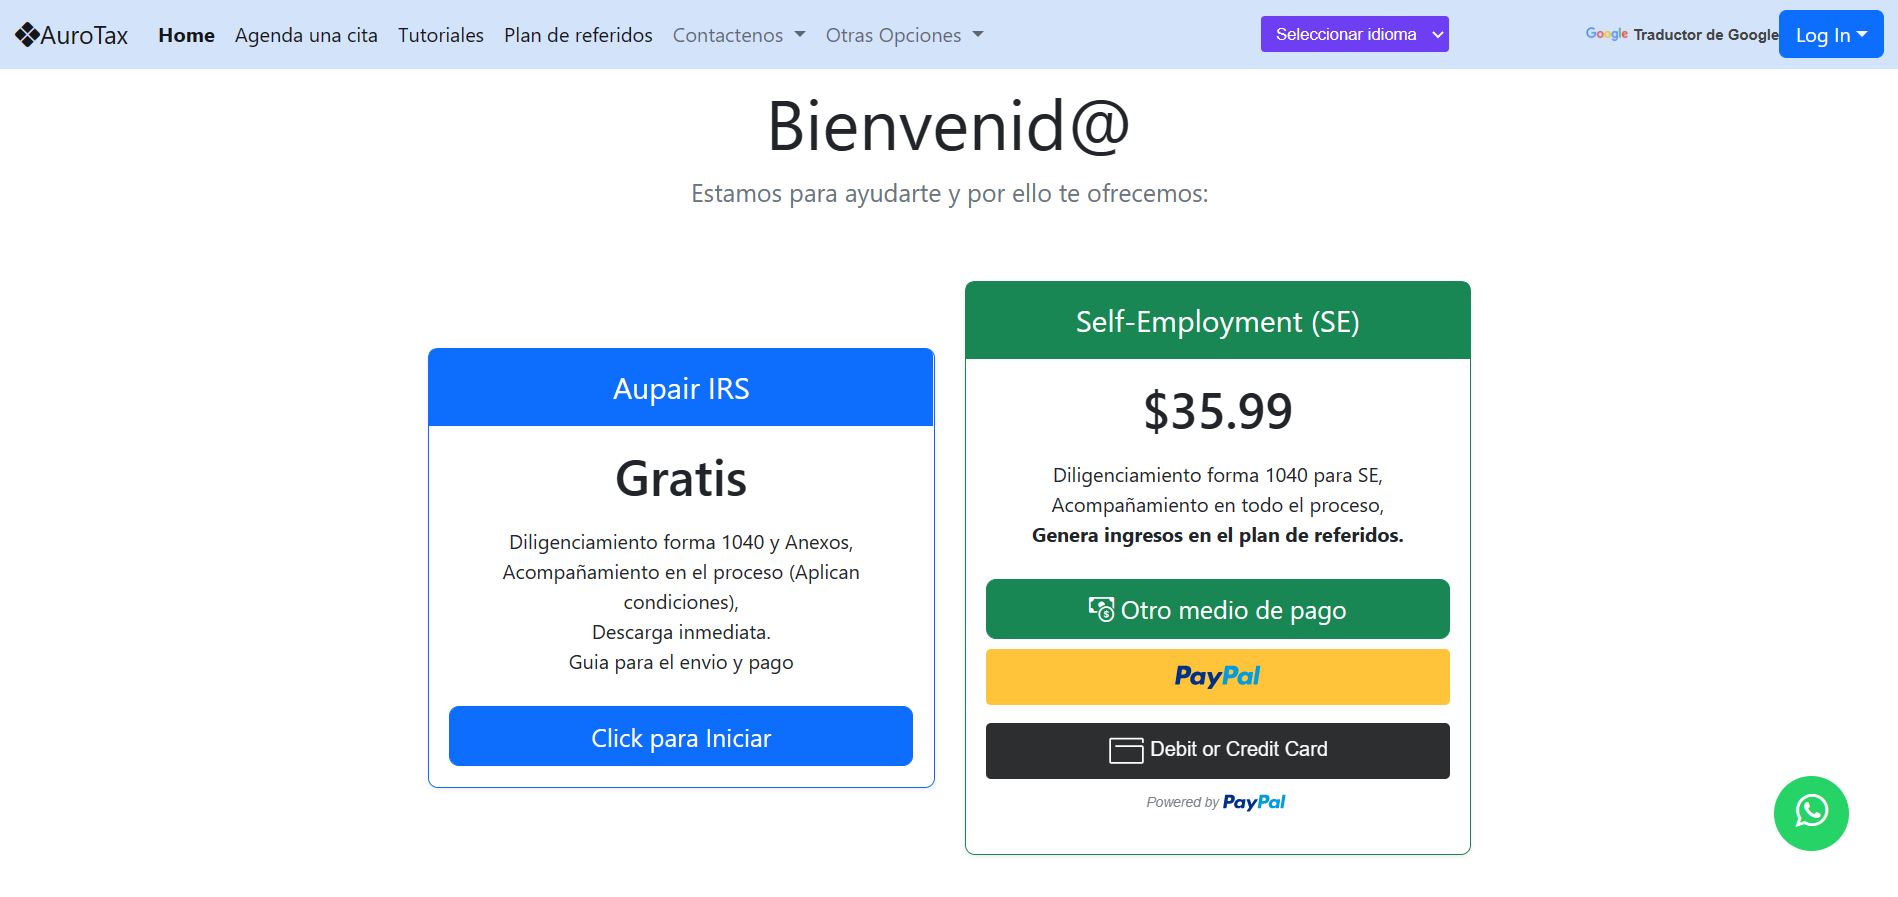 AuroTax Home Agenda una cita Tutoriales Plan de referidos Contactenos Otras Opciones Seleccionar idioma Google Traductor de Google Log In
Bienvenid@
Estamos para ayudarte y por ello te ofrecemos:
Aupair IRS
Gratis
Diligenciamiento forma 1040 y Anexos,
Acompañamiento en el proceso (Aplican
condiciones),
Descarga inmediata.
Guia para el envio y pago
Click para Iniciar
Self-Employment (SE)
$35.99
Diligenciamiento forma 1040 para SE,
Acompañamiento en todo el proceso,
Genera ingresos en el plan de referidos.
Otro medio de pago
PayPal
Debit or Credit Card
Powered by PayPal